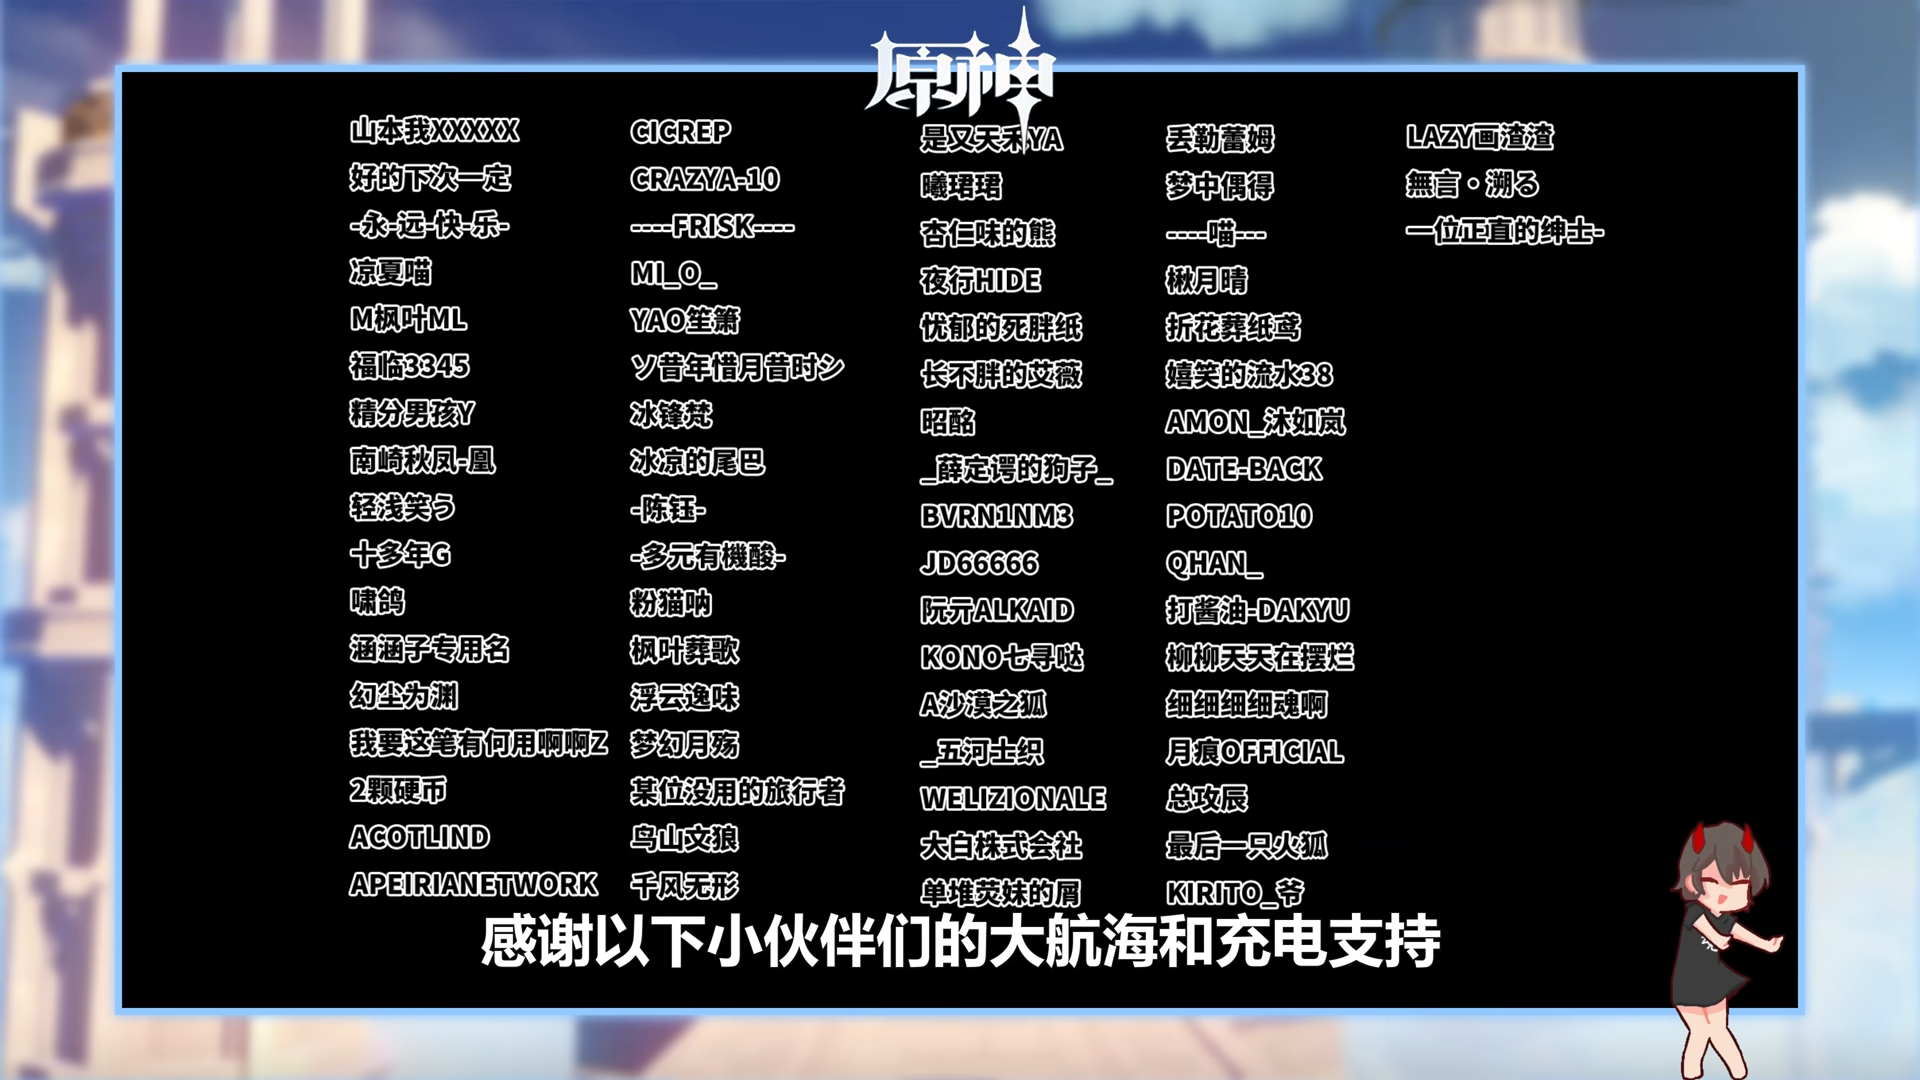 原神
山本我XXXXX
好的下次一定
-永-远-快-乐-
凉夏喵
M枫叶ML
福临3345
精分男孩Y
南崎秋凤-凰
轻浅笑う
十多年G
啸鸽
涵涵子专用名
幻尘为渊
我要这笔有何用啊啊Z
2颗硬币
ACOTLIND
APEIRIANETWORK
CICREP
CRAZYA-10
----FRISK----
MI_O_
YAO笙箫
ソ昔年惜月昔时シ
冰锋梵
冰凉的尾巴
-陈钰-
-多元有機酸-
粉猫呐
枫叶葬歌
浮云逸味
梦幻月殇
某位没用的旅行者
鸟山文狼
千风无形
是又天禾YA
曦珺珺
杏仁味的熊
夜行HIDE
忧郁的死胖纸
长不胖的艾薇
昭酩
_薛定谔的狗子_
BVRN1NM3
JD66666
阮亓ALKAID
KONO七寻哒
A沙漠之狐
_五河士织
WELIZIONALE
大白株式会社
单堆荧妹的屑
丢勒蕾姆
梦中偶得
----喵---
楸月晴
折花葬纸鸢
嬉笑的流水38
AMON_沐如岚
DATE-BACK
POTATO10
QHAN_
打酱油-DAKYU
柳柳天天在摆烂
细细细细魂啊
月痕OFFICIAL
总攻辰
最后一只火狐
KIRITO_爷
LAZY画渣渣
無言·溯る
一位正直的绅士-
感谢以下小伙伴们的大航海和充电支持